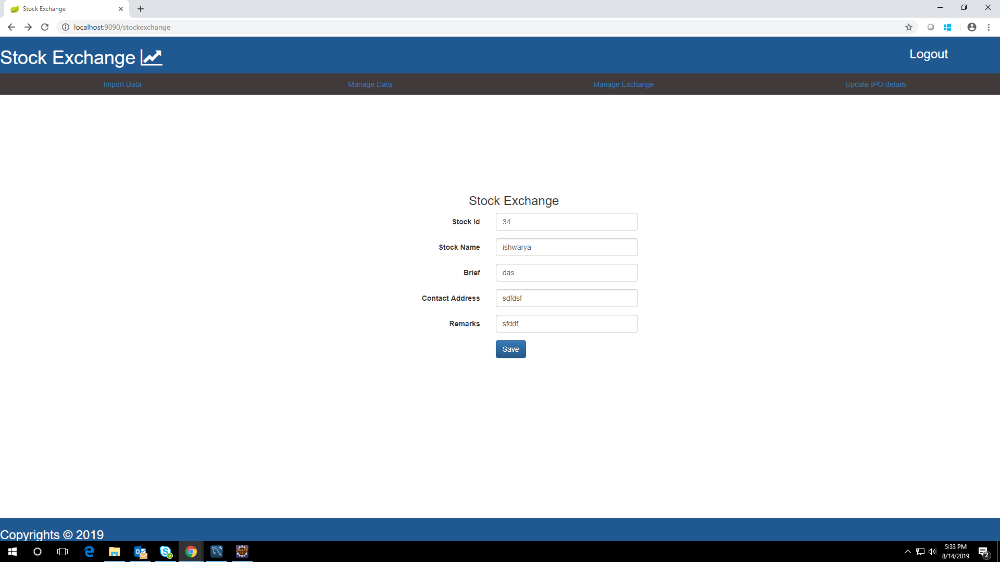 Stock Exchange
localhost:9090/stockexchange
Stock Exchange
Logout
Import Data
Manage Data
Manage Exchange
Update IPO details
Stock Exchange
Stock Id
34
Stock Name
ishwarya
Brief
das
Contact Address
sdfdsf
Remarks
sfddf
Save
Copyrights © 2019
5:33 PM
8/14/2019
2